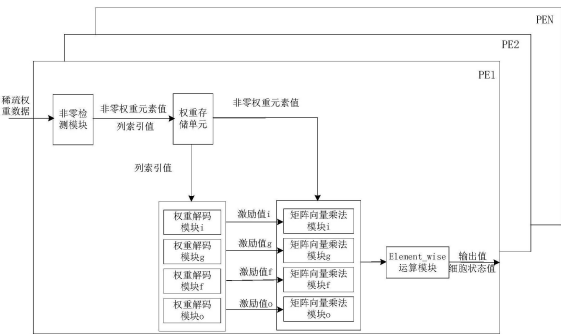 PEN
PE2
PE1
稀疏权
重数据
非零检
测模块
非零权重元素值
列索引值
权重存
储单元
非零权重元素值
列索引值
权重解码
模块i
激励值i
矩阵向量乘法
模块i
权重解码
模块g
激励值g
矩阵向量乘法
模块g
权重解码
模块f
激励值f
矩阵向量乘法
模块f
权重解码
模块o
激励值o
矩阵向量乘法
模块o
Element_wise
运算模块
输出值
细胞状态值